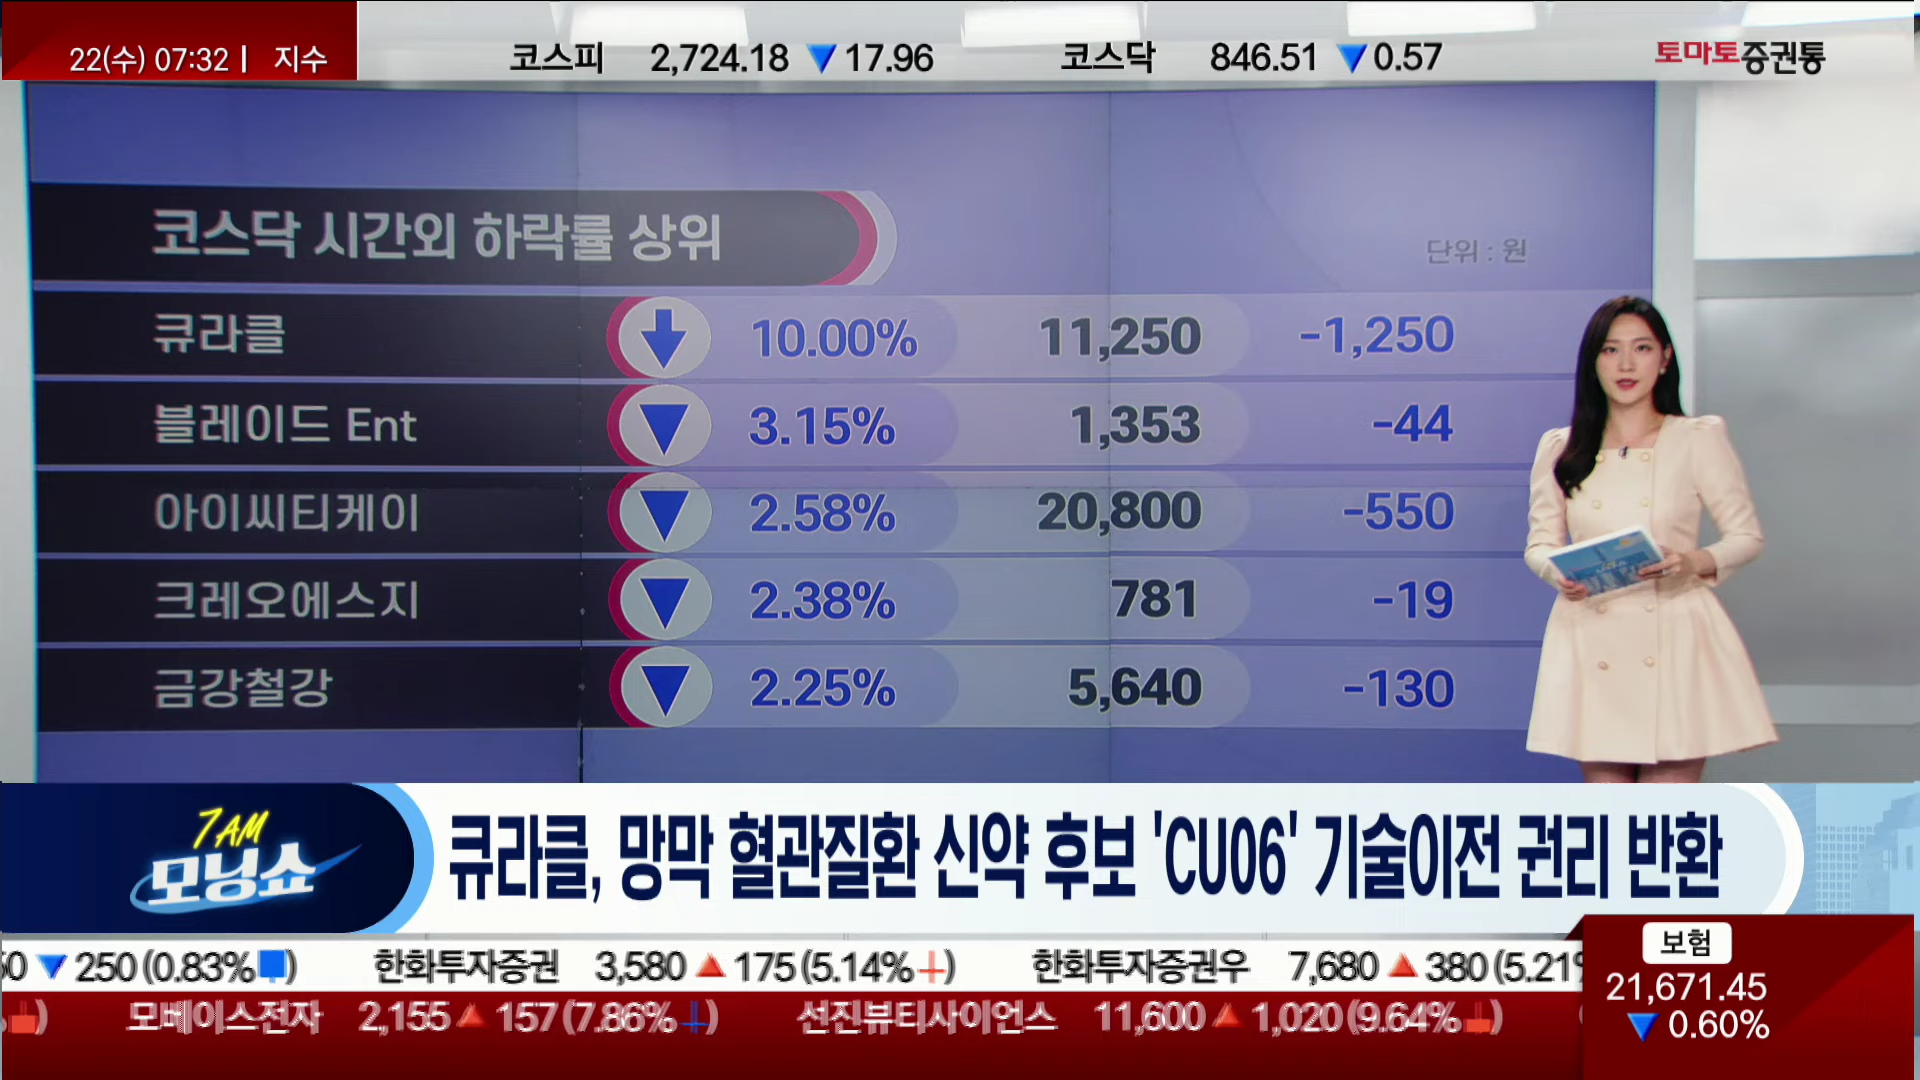 22(수) 07:32 | 지수 코스피 2,724.18 ▼17.96 코스닥 846.51 ▼0.57 토마토증권통
코스닥 시간외 하락률 상위
단위 : 원
큐라클 10.00% 11,250 -1,250
블레이드 Ent ▼ 3.15% 1,353 -44
아이씨티케이 ▼ 2.58% 20,800 -550
크레오에스지 ▼ 2.38% 781 -19
금강철강 ▼ 2.25% 5,640 -130
7AM
모닝쇼
큐라클, 망막 혈관질환 신약 후보 'CU06' 기술이전 권리 반환
▼ 250 (0.83%) 한화투자증권 3,580 ▲ 175 (5.14%) 한화투자증권우 7,680 ▲ 380 (5.21%
보험
21,671.45
▼ 0.60%
모베이스전자 2,155 ▲ 157 (7.86%) 선진뷰티사이언스 11,600 ▲ 1,020 (9.64%)